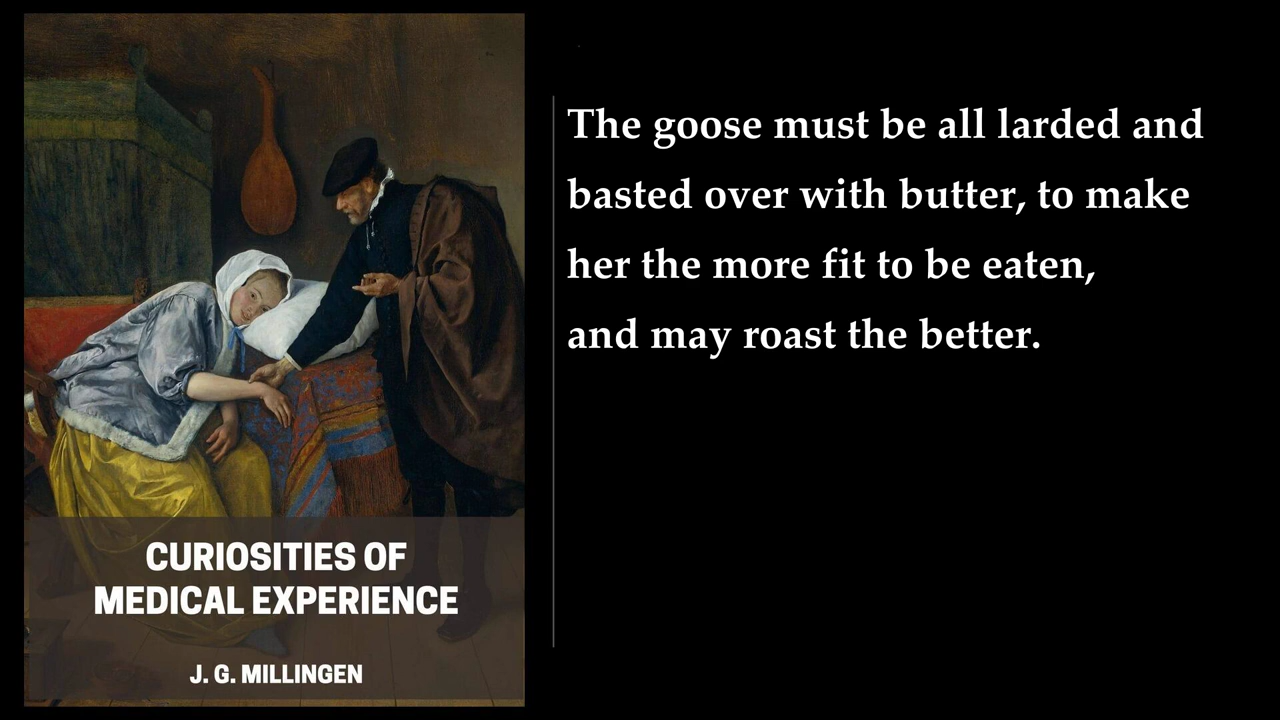 The goose must be all larded and
basted over with butter, to make
her the more fit to be eaten,
and may roast the better.
CURIOSITIES OF
MEDICAL EXPERIENCE
J. G. MILLINGEN